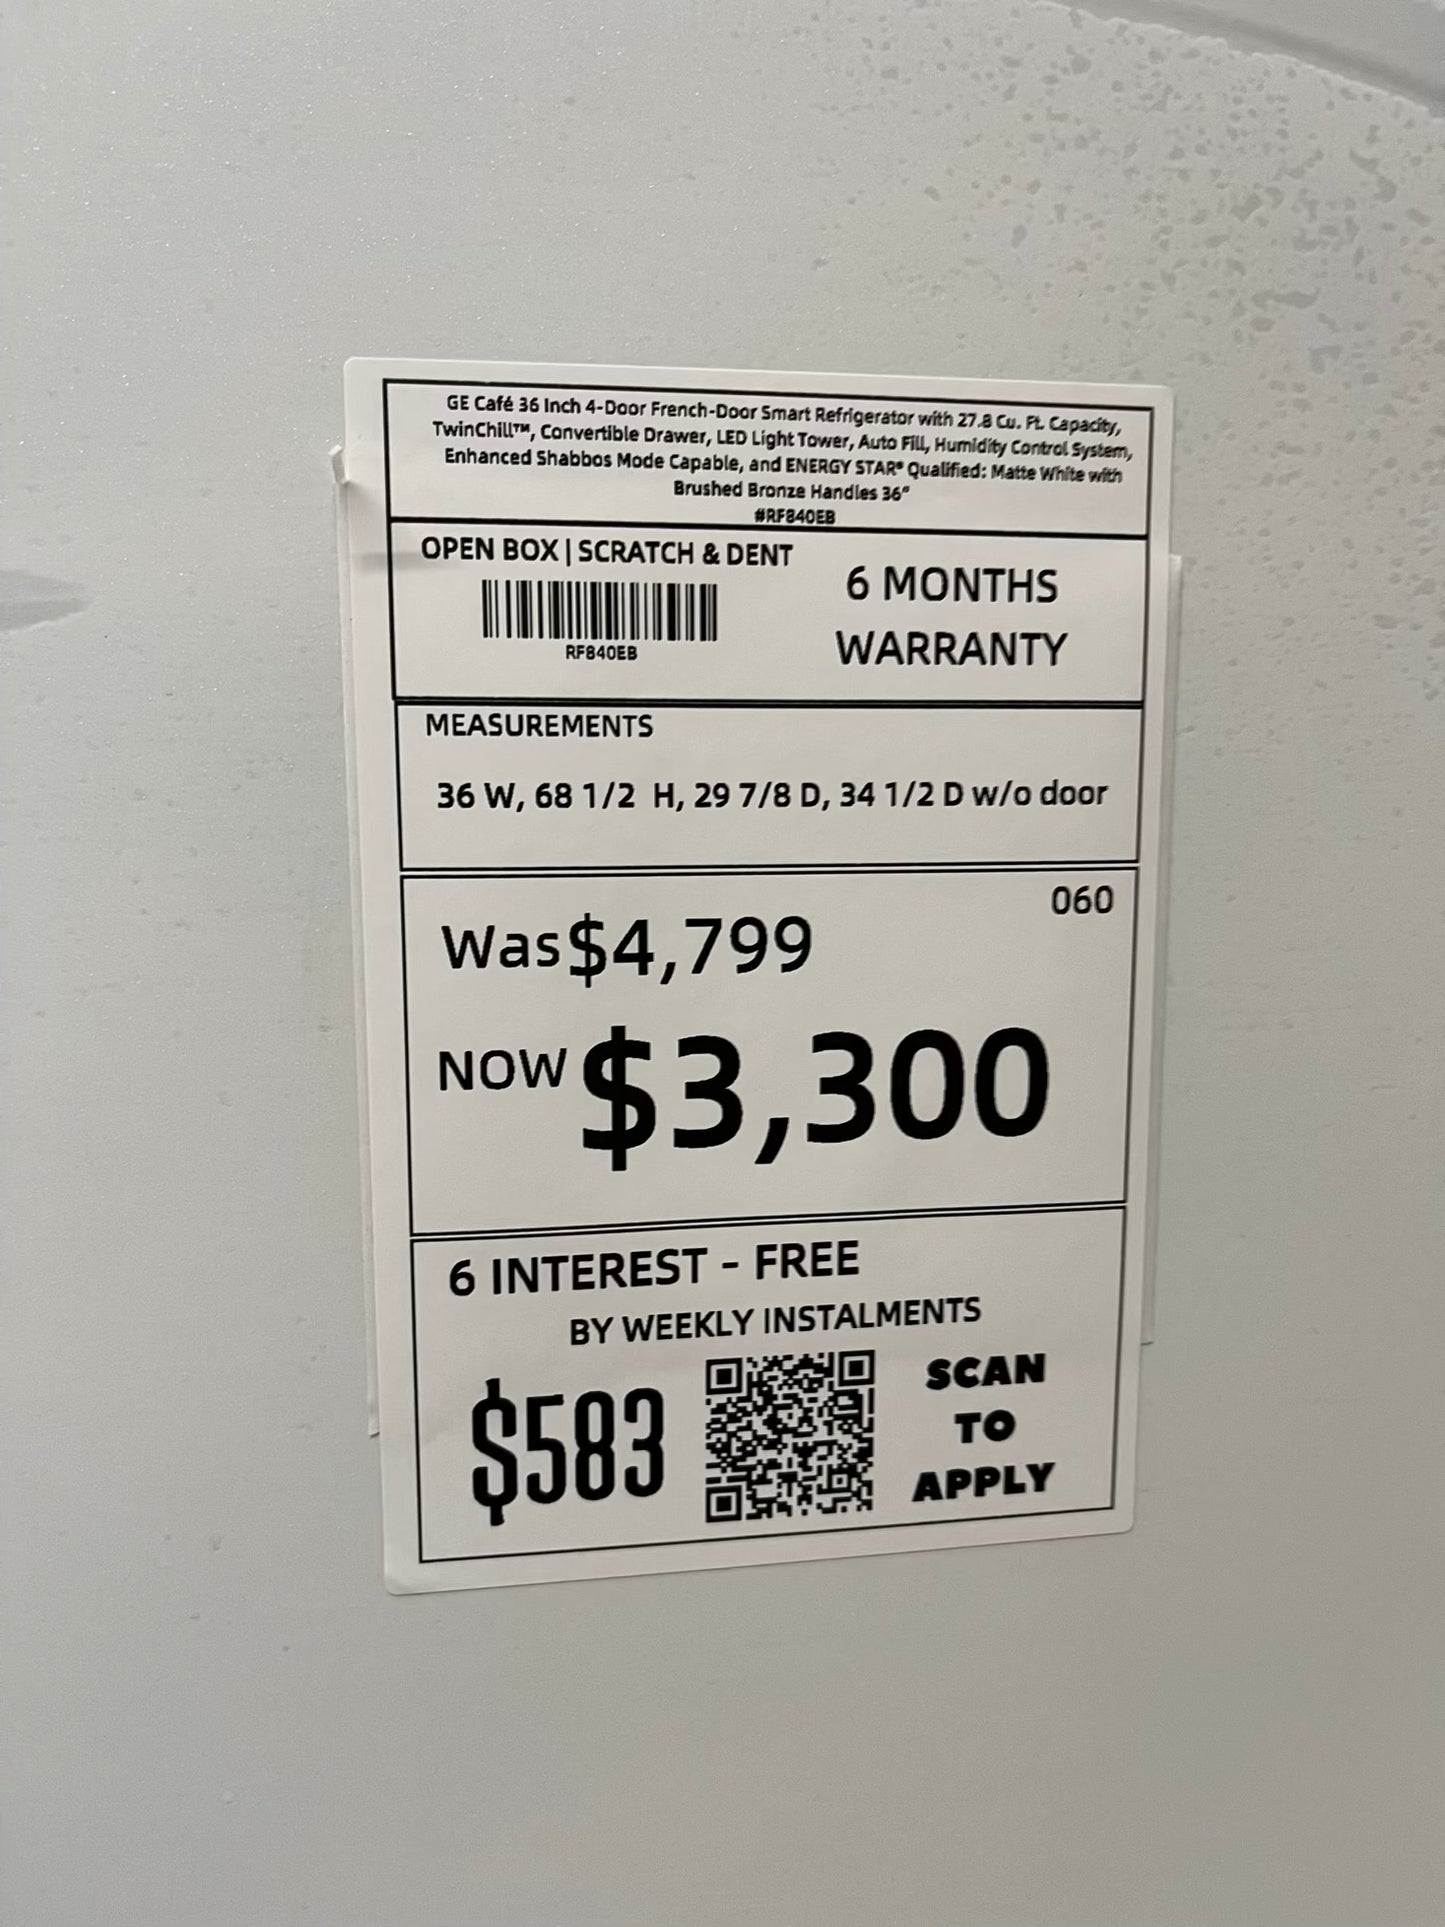 GE Café 36 Inch 4-Door French-Door Smart Refrigerator with 27.8 Cu. Ft. Capacity,
TwinChill™, Convertible Drawer, LED Light Tower, Auto Fill, Humidity Control System,
Enhanced Shabbos Mode Capable, and ENERGY STAR® Qualified: Matte White with
Brushed Bronze Handles 36"
#RF840EB
OPEN BOX | SCRATCH & DENT
RF840EB
6 MONTHS
WARRANTY
MEASUREMENTS
36 W, 68 1/2 H, 29 7/8 D, 34 1/2 D w/o door
060
Was $4,799
NOW $3,300
6 INTEREST - FREE
BY WEEKLY INSTALMENTS
$583
SCAN
TO
APPLY